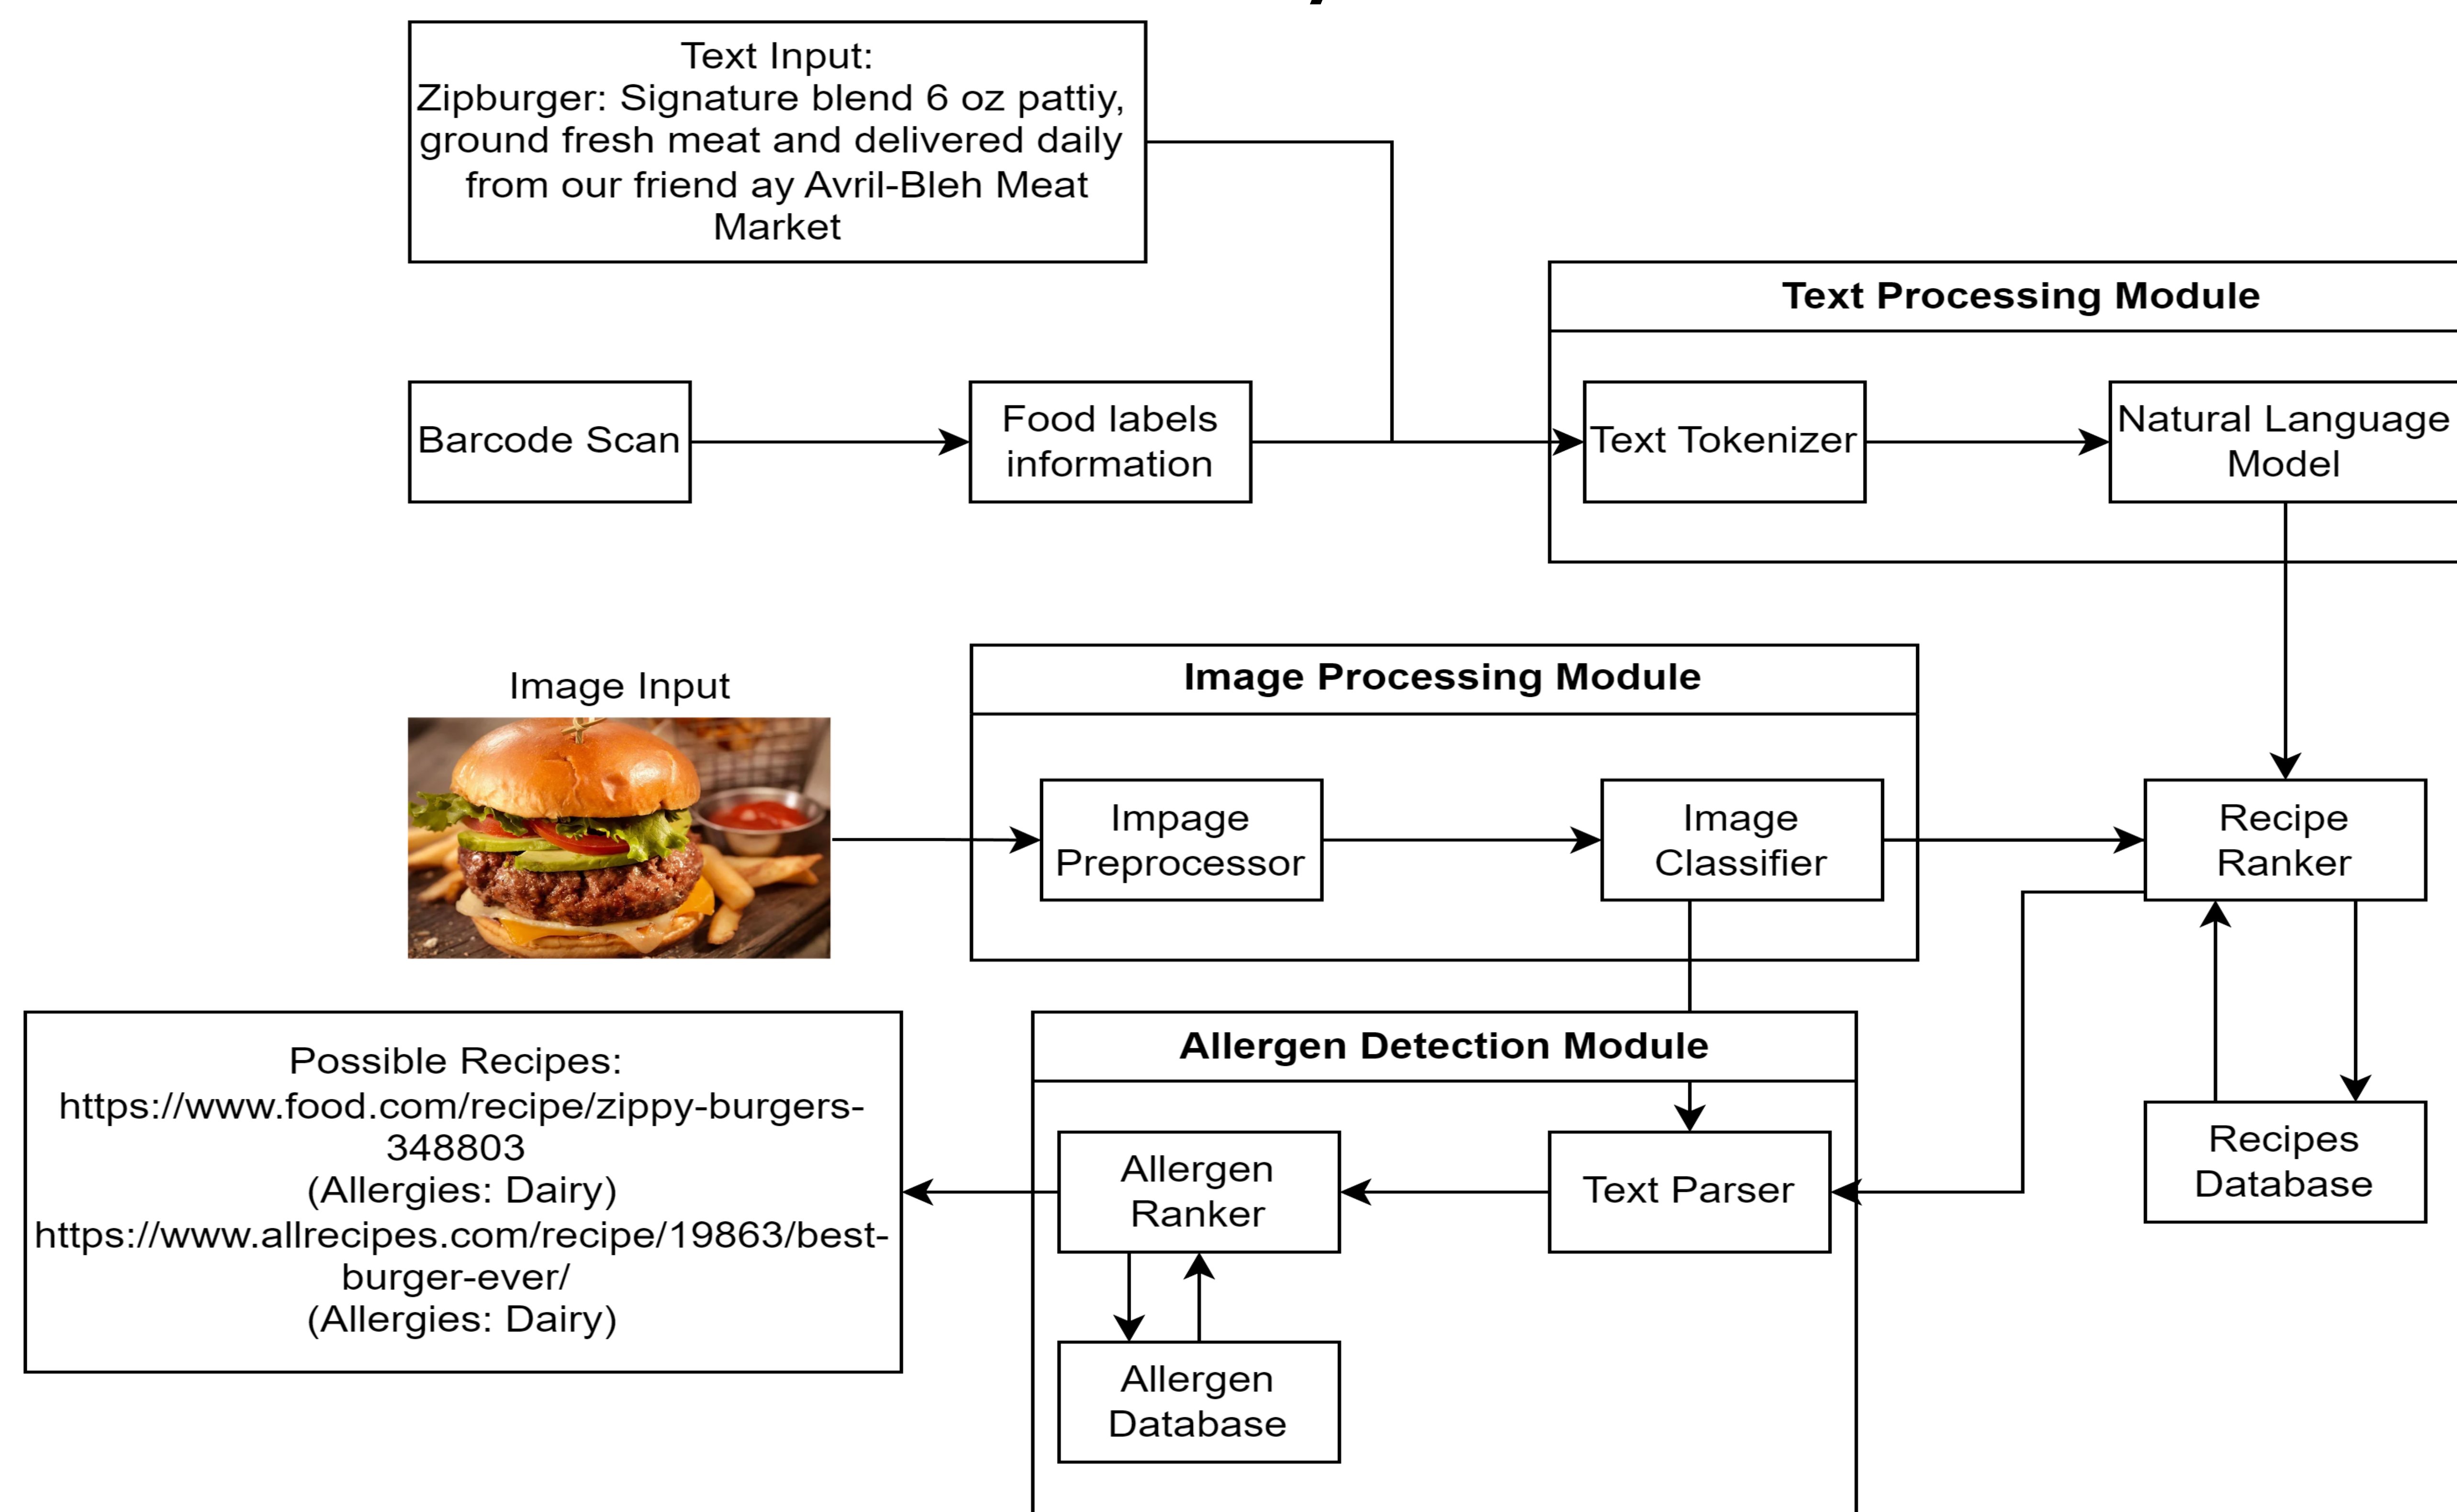 Text Input:
Zipburger: Signature blend 6 oz pattiy,
ground fresh meat and delivered daily
from our friend ay Avril-Bleh Meat
Market
Text Processing Module
Barcode Scan
Food labels
information
Text Tokenizer
Natural Language
Model
Image Input
Image Processing Module
Impage
Preprocessor
Image
Classifier
Recipe
Ranker
Possible Recipes:
https://www.food.com/recipe/zippy-burgers-
348803
(Allergies: Dairy)
https://www.allrecipes.com/recipe/19863/best-
burger-ever/
(Allergies: Dairy)
Allergen Detection Module
Allergen
Ranker
Text Parser
Recipes
Database
Allergen
Database